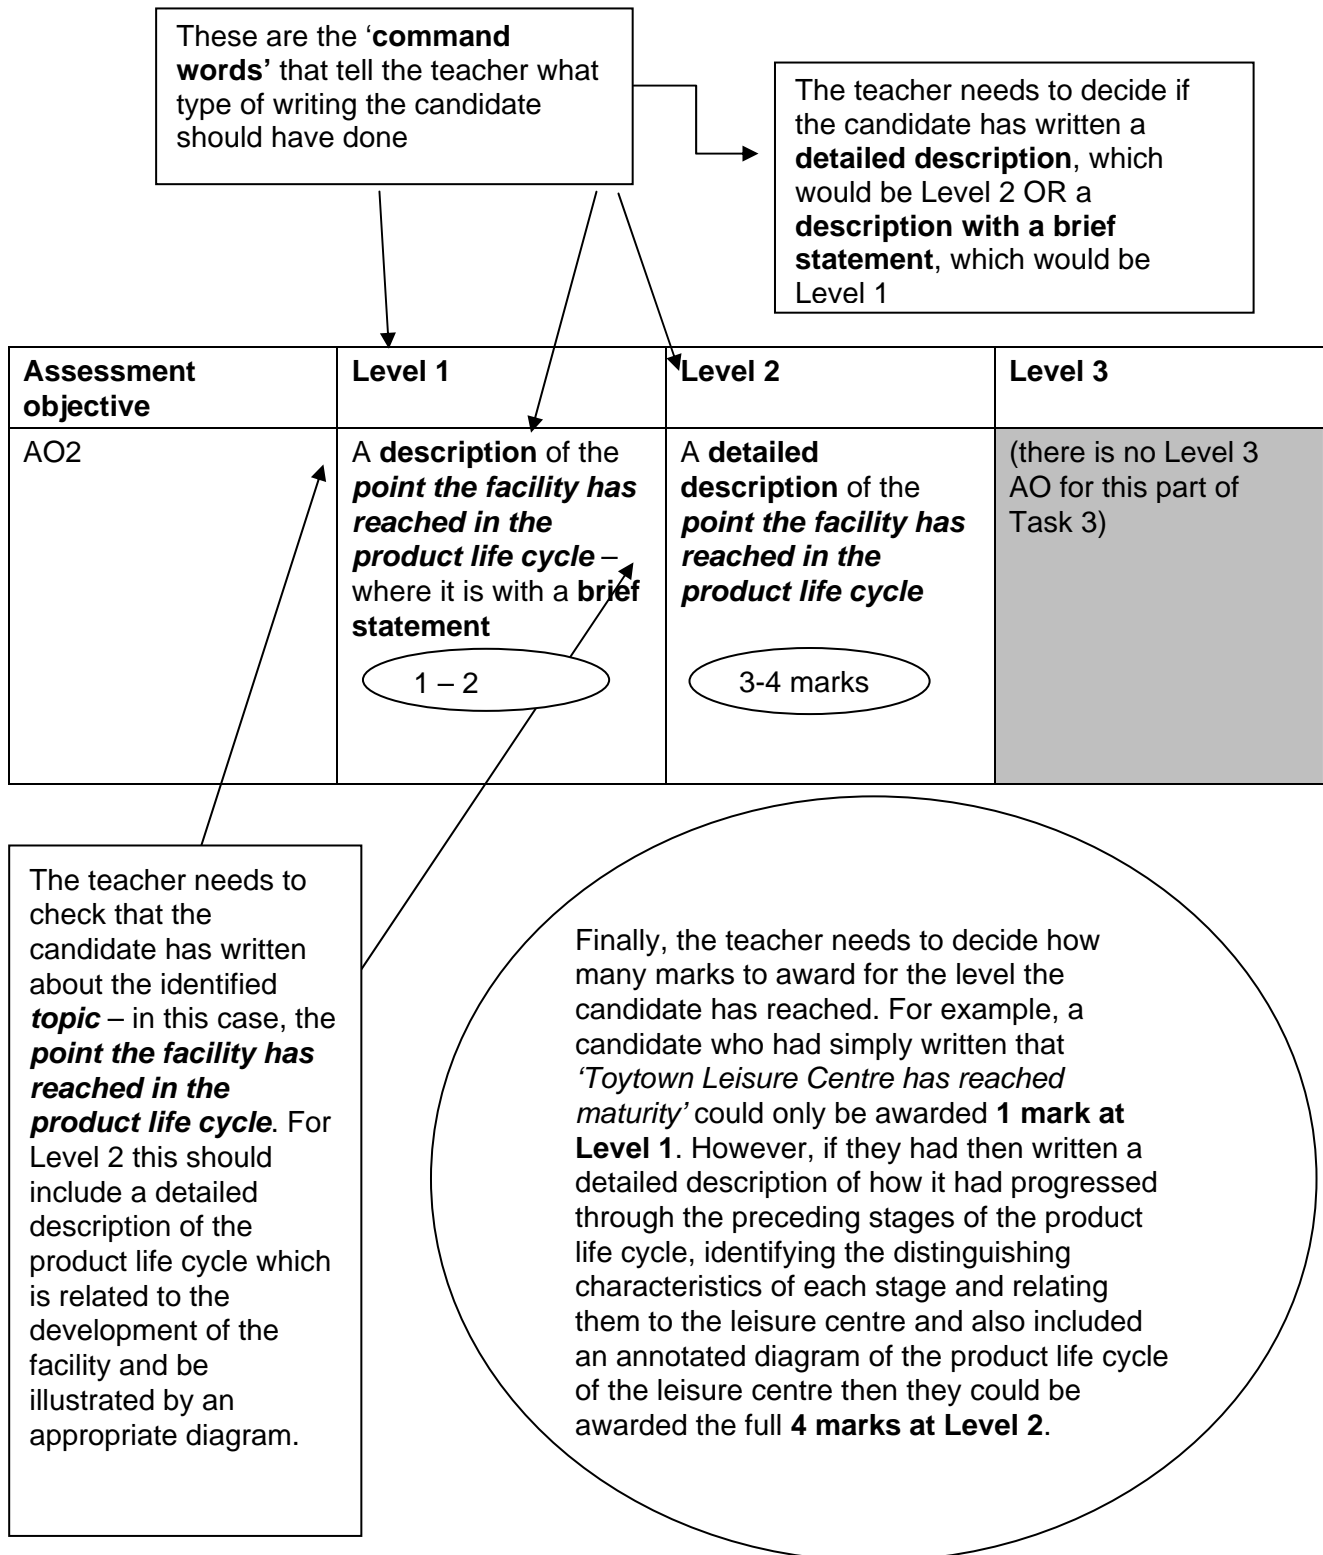 These are the ‘command
words’ that tell the teacher what
type of writing the candidate
should have done
The teacher needs to decide if
the candidate has written a
detailed description, which
would be Level 2 OR a
description with a brief
statement, which would be
Level 1
Assessment
objective
Level 1
Level 2
Level 3
AO2
A description of the
point the facility has
reached in the
product life cycle –
where it is with a brief
statement
1 – 2
A detailed
description of the
point the facility has
reached in the
product life cycle
3-4 marks
(there is no Level 3
AO for this part of
Task 3)
The teacher needs to
check that the
candidate has written
about the identified
topic – in this case, the
point the facility has
reached in the
product life cycle. For
Level 2 this should
include a detailed
description of the
product life cycle which
is related to the
development of the
facility and be
illustrated by an
appropriate diagram.
Finally, the teacher needs to decide how
many marks to award for the level the
candidate has reached. For example, a
candidate who had simply written that
‘Toytown Leisure Centre has reached
maturity’ could only be awarded 1 mark at
Level 1. However, if they had then written a
detailed description of how it had progressed
through the preceding stages of the product
life cycle, identifying the distinguishing
characteristics of each stage and relating
them to the leisure centre and also included
an annotated diagram of the product life cycle
of the leisure centre then they could be
awarded the full 4 marks at Level 2.